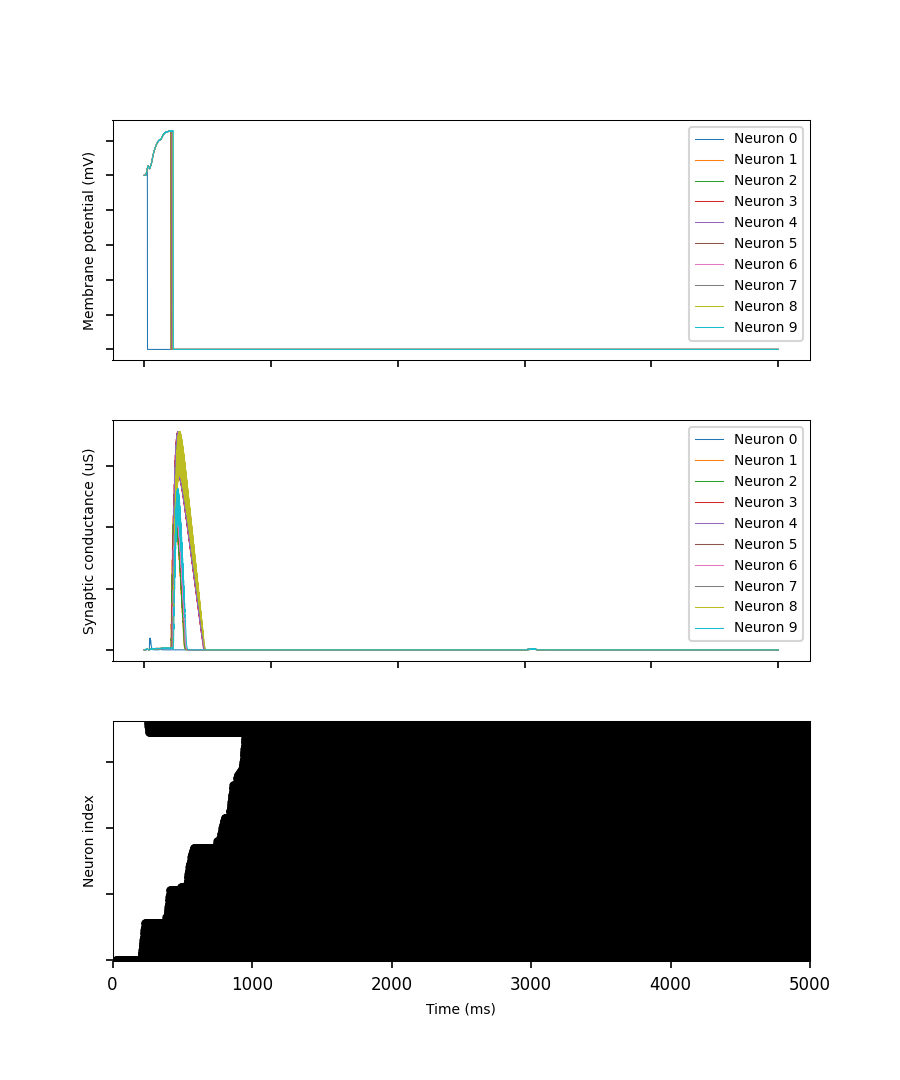 Membrane potential (mV)
Neuron 0
Neuron 1
Neuron 2
Neuron 3
Neuron 4
Neuron 5
Neuron 6
Neuron 7
Neuron 8
Neuron 9
Synaptic conductance (uS)
Neuron 0
Neuron 1
Neuron 2
Neuron 3
Neuron 4
Neuron 5
Neuron 6
Neuron 7
Neuron 8
Neuron 9
Neuron index
0 1000 2000 3000 4000 5000
Time (ms)